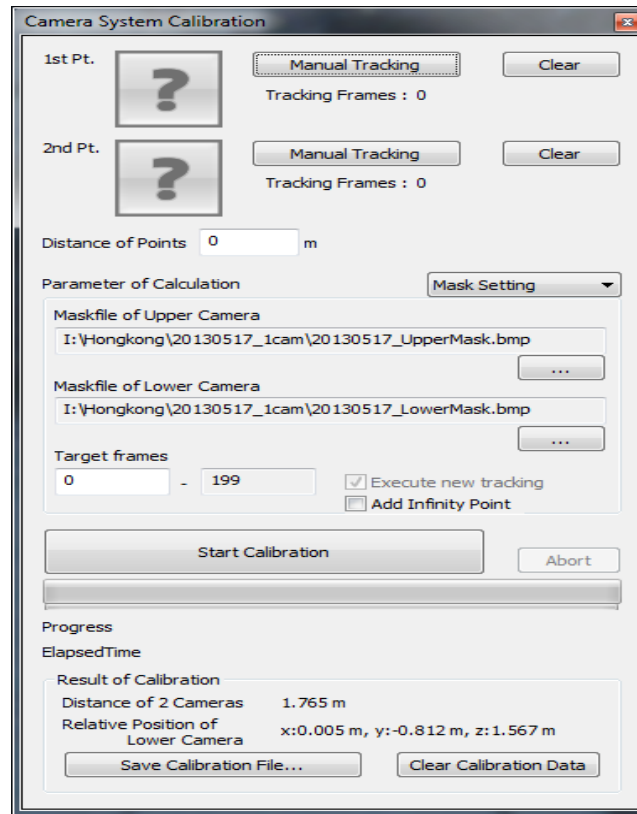 Camera System Calibration
1st Pt.
?
Manual Tracking
Clear
Tracking Frames : 0
2nd Pt.
?
Manual Tracking
Clear
Tracking Frames : 0
Distance of Points 0 m
Parameter of Calculation
Mask Setting
Maskfile of Upper Camera
I:\Hongkong\20130517_1cam\20130517_UpperMask.bmp
...
Maskfile of Lower Camera
I:\Hongkong\20130517_1cam\20130517_LowerMask.bmp
...
Target frames
0 - 199
Execute new tracking
Add Infinity Point
Start Calibration
Abort
Progress
ElapsedTime
Result of Calibration
Distance of 2 Cameras 1.765 m
Relative Position of
Lower Camera
x:0.005 m, y:-0.812 m, z:1.567 m
Save Calibration File...
Clear Calibration Data